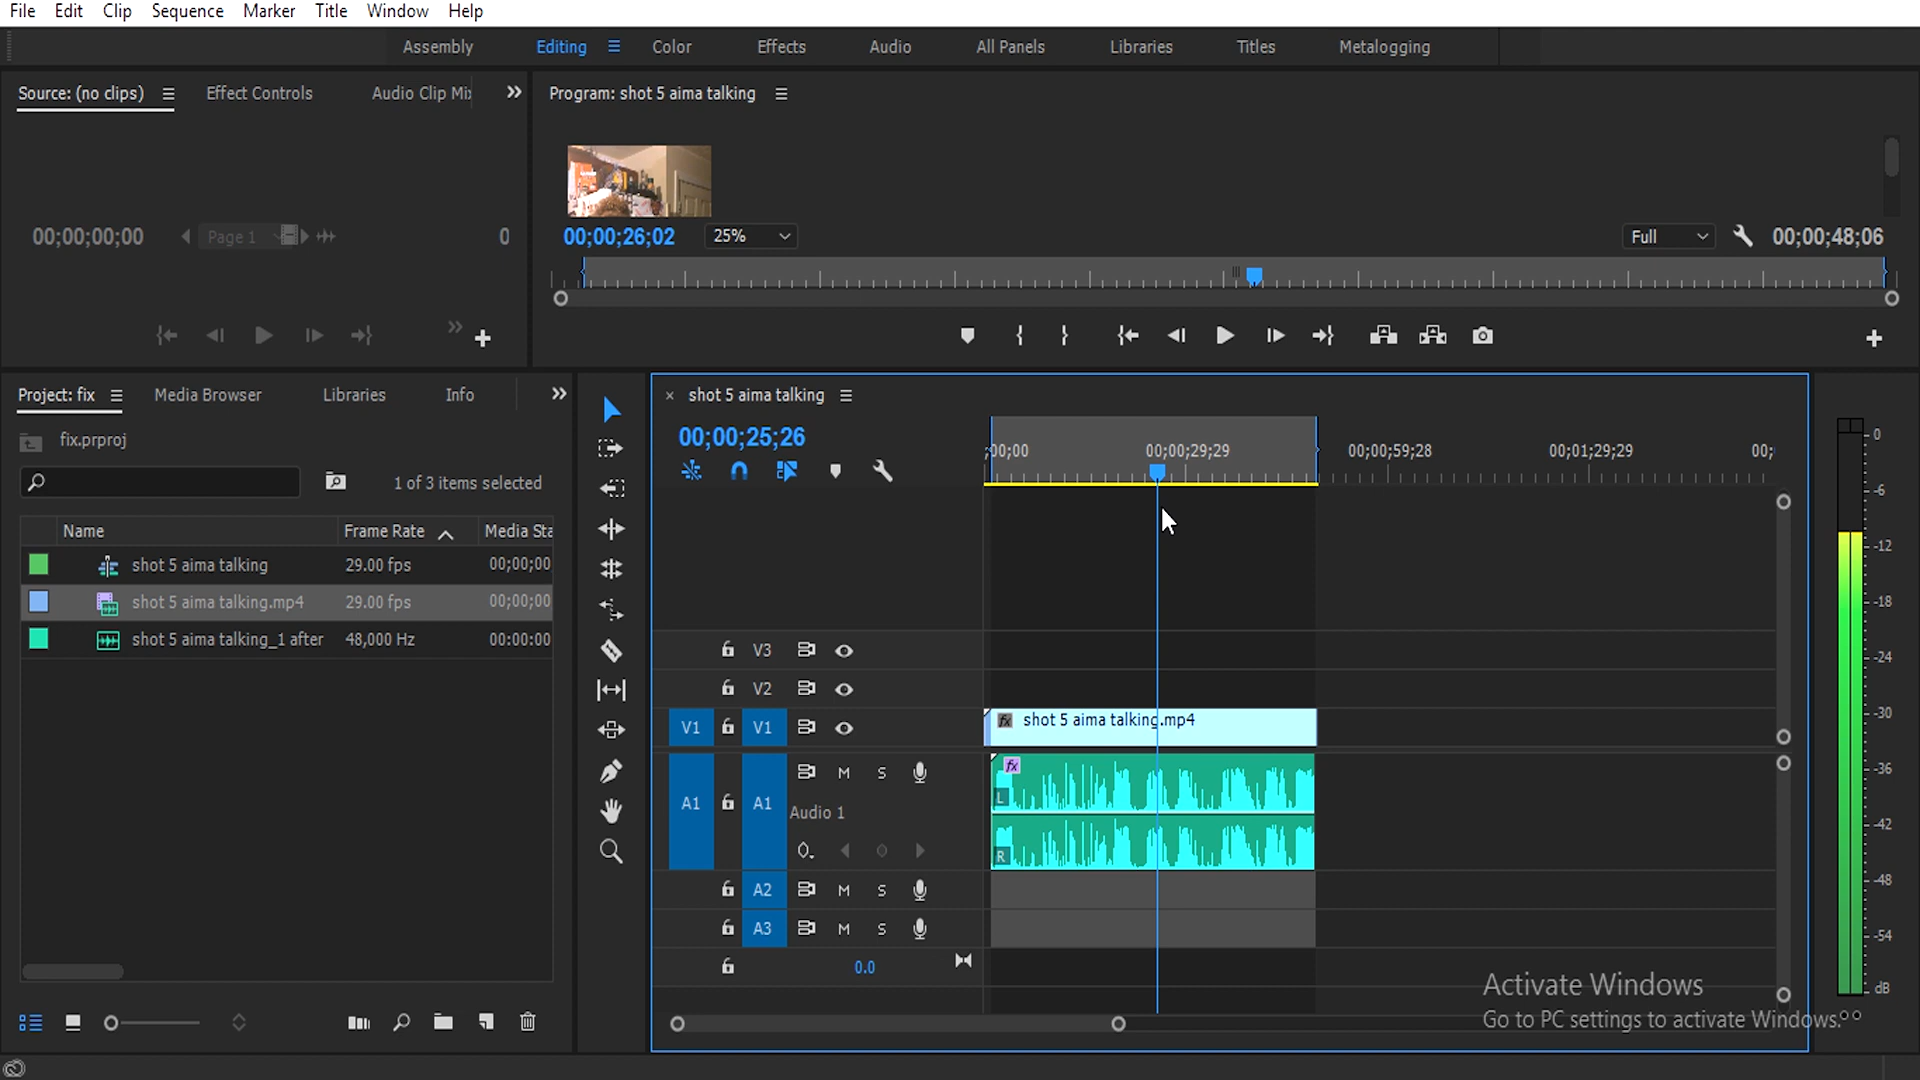 File Edit Clip Sequence Marker Title Window Help
Assembly Editing Color Effects Audio All Panels Libraries Titles Metalogging
Source: (no clips) Effect Controls Audio Clip Mi
Program: shot 5 aima talking
00;00;00;00 Page 1 0
00;00;26;02 25% Full 00;00;48;06
Project: fix Media Browser Libraries Info
fix.prproj
1 of 3 items selected
Name Frame Rate Media Sta
shot 5 aima talking 29.00 fps 00;00;00
shot 5 aima talking.mp4 29.00 fps 00;00;00
shot 5 aima talking_1 after 48,000 Hz 00:00:00
× shot 5 aima talking
00;00;25;26
;00;00 00;00;29;29 00;00;59;28 00;01;29;29 00;
V3
V2
V1 V1 fx shot 5 aima talking.mp4
A1 A1 M S fx
Audio 1
L
R
A2 M S
A3 M S
0.0
0
-6
-12
-18
-24
-30
-36
-42
-48
-54
dB
Activate Windows
Go to PC settings to activate Windows.